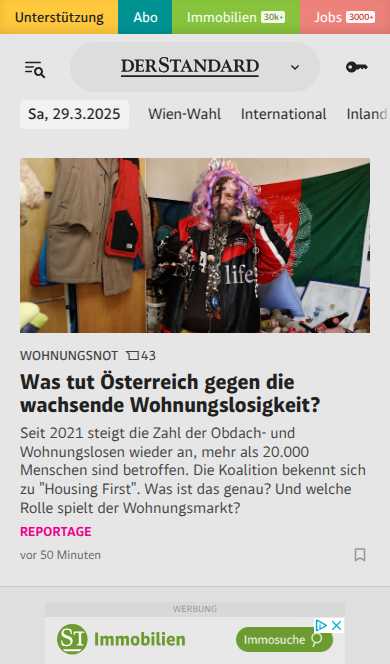 Unterstützung Abo Immobilien 30k+ Jobs 3000+
DERSTANDARD
Sa, 29.3.2025 Wien-Wahl International Inland
life
WOHNUNGSNOT 43
Was tut Österreich gegen die
wachsende Wohnungslosigkeit?
Seit 2021 steigt die Zahl der Obdach- und
Wohnungslosen wieder an, mehr als 20.000
Menschen sind betroffen. Die Koalition bekennt sich
zu "Housing First". Was ist das genau? Und welche
Rolle spielt der Wohnungsmarkt?
REPORTAGE
vor 50 Minuten
WERBUNG
ST Immobilien Immosuche